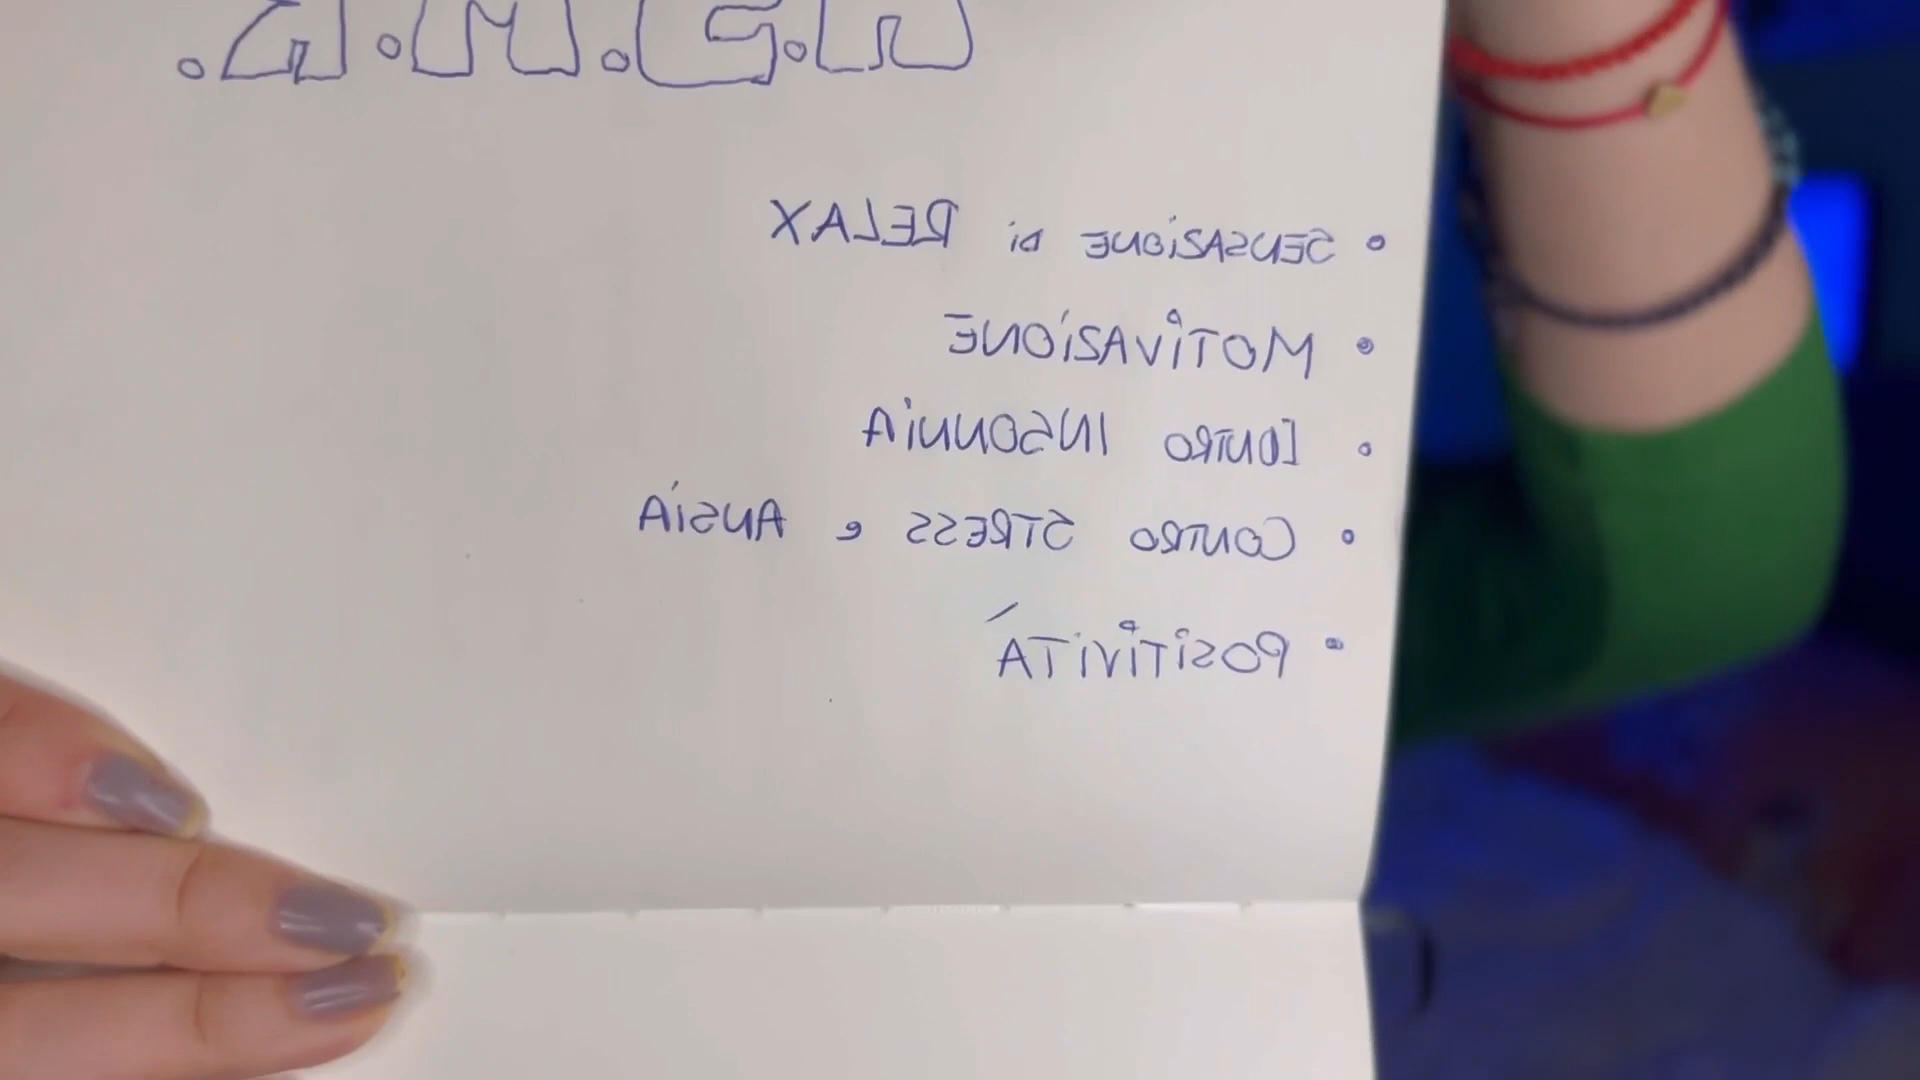 A.S.M.R.
• SENSAZiONE Di RELAX
• MOTiVAZiONE
• CONTRO INSONNiA
• CONTRO STRESS e ANSiA
• POSiTiViTÀ